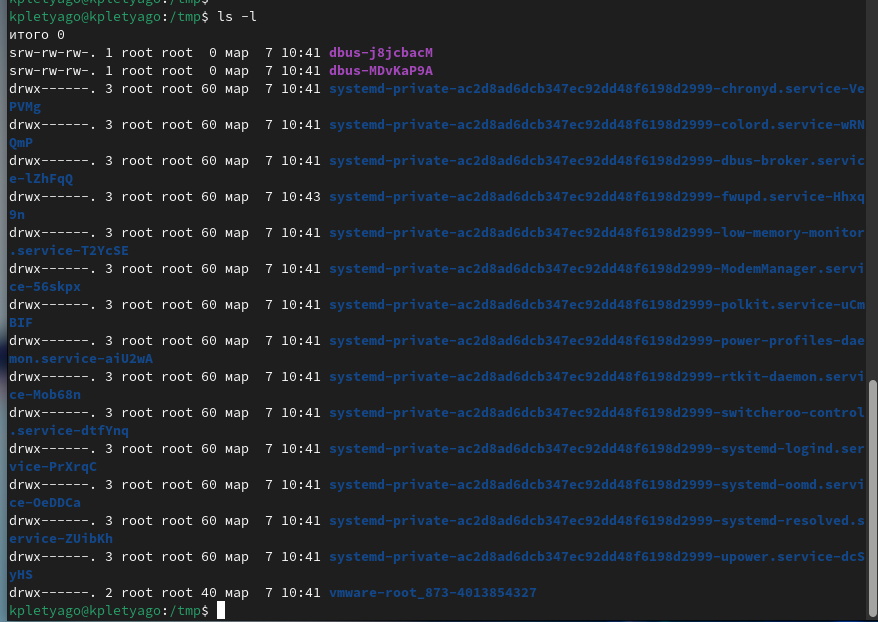 kpletyago@kpletyago:/tmp$ ls -l
итого 0
srw-rw-rw-. 1 root root  0 мар  7 10:41 dbus-j8jcbacM
srw-rw-rw-. 1 root root  0 мар  7 10:41 dbus-MDvKaP9A
drwx------. 3 root root 60 мар  7 10:41 systemd-private-ac2d8ad6dcb347ec92dd48f6198d2999-chronyd.service-Ve
PVMg
drwx------. 3 root root 60 мар  7 10:41 systemd-private-ac2d8ad6dcb347ec92dd48f6198d2999-colord.service-wRN
QmP
drwx------. 3 root root 60 мар  7 10:41 systemd-private-ac2d8ad6dcb347ec92dd48f6198d2999-dbus-broker.servic
e-lZhFqQ
drwx------. 3 root root 60 мар  7 10:43 systemd-private-ac2d8ad6dcb347ec92dd48f6198d2999-fwupd.service-Hhxq
9n
drwx------. 3 root root 60 мар  7 10:41 systemd-private-ac2d8ad6dcb347ec92dd48f6198d2999-low-memory-monitor
.service-T2YcSE
drwx------. 3 root root 60 мар  7 10:41 systemd-private-ac2d8ad6dcb347ec92dd48f6198d2999-ModemManager.servi
ce-56skpx
drwx------. 3 root root 60 мар  7 10:41 systemd-private-ac2d8ad6dcb347ec92dd48f6198d2999-polkit.service-uCm
BIF
drwx------. 3 root root 60 мар  7 10:41 systemd-private-ac2d8ad6dcb347ec92dd48f6198d2999-power-profiles-dae
mon.service-aiU2wA
drwx------. 3 root root 60 мар  7 10:41 systemd-private-ac2d8ad6dcb347ec92dd48f6198d2999-rtkit-daemon.servi
ce-Mob68n
drwx------. 3 root root 60 мар  7 10:41 systemd-private-ac2d8ad6dcb347ec92dd48f6198d2999-switcheroo-control
.service-dtfYnq
drwx------. 3 root root 60 мар  7 10:41 systemd-private-ac2d8ad6dcb347ec92dd48f6198d2999-systemd-logind.ser
vice-PrXrqC
drwx------. 3 root root 60 мар  7 10:41 systemd-private-ac2d8ad6dcb347ec92dd48f6198d2999-systemd-oomd.servi
ce-OeDDCa
drwx------. 3 root root 60 мар  7 10:41 systemd-private-ac2d8ad6dcb347ec92dd48f6198d2999-systemd-resolved.s
ervice-ZUibKh
drwx------. 3 root root 60 мар  7 10:41 systemd-private-ac2d8ad6dcb347ec92dd48f6198d2999-upower.service-dcS
yHS
drwx------. 2 root root 40 мар  7 10:41 vmware-root_873-4013854327
kpletyago@kpletyago:/tmp$